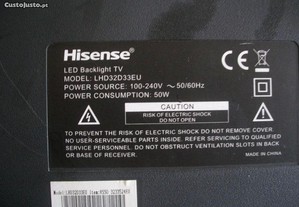 Hisense
LED Backlight TV
MODEL: LHD32D33EU
POWER SOURCE: 100-240V ~ 50/60Hz
POWER CONSUMPTION: 50W
CAUTION
RISK OF ELECTRIC SHOCK
DO NOT OPEN
TO PREVENT THE RISK OF ELECTRIC SHOCK DO NOT REMOVE COVER.
NO USER-SERVICEABLE PARTS INSIDE. REFER SERVICING TO QUALIFIED
SERVICE PERSONNEL. DO NOT OBSTRUCT VENTILATION SLOTS IN BACK
OR BASE OF CABINET.
MADE IN CHINA